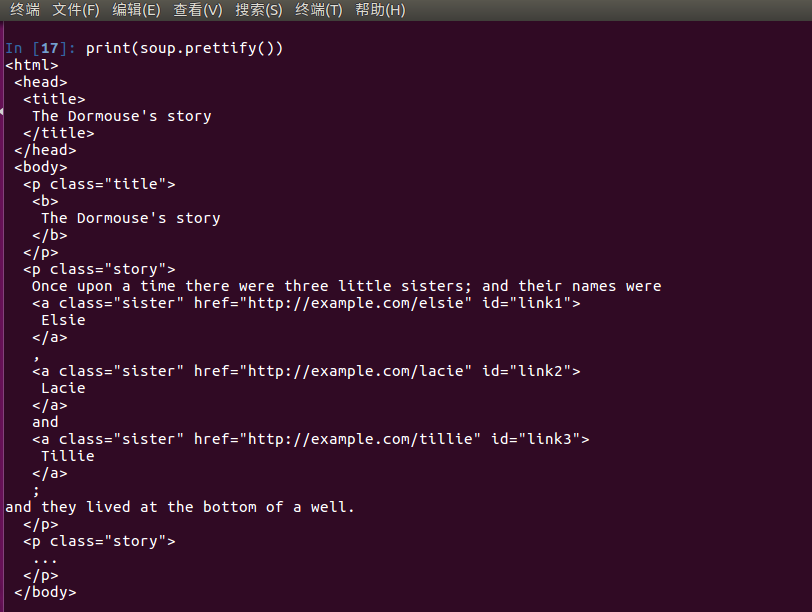 终端 文件(F) 编辑(E) 查看(V) 搜索(S) 终端(T) 帮助(H)
In [17]: print(soup.prettify())
<html>
 <head>
  <title>
   The Dormouse's story
  </title>
 </head>
 <body>
  <p class="title">
   <b>
    The Dormouse's story
   </b>
  </p>
  <p class="story">
   Once upon a time there were three little sisters; and their names were
   <a class="sister" href="http://example.com/elsie" id="link1">
    Elsie
   </a>
   ,
   <a class="sister" href="http://example.com/lacie" id="link2">
    Lacie
   </a>
   and
   <a class="sister" href="http://example.com/tillie" id="link3">
    Tillie
   </a>
   ;
and they lived at the bottom of a well.
  </p>
  <p class="story">
   ...
  </p>
 </body>